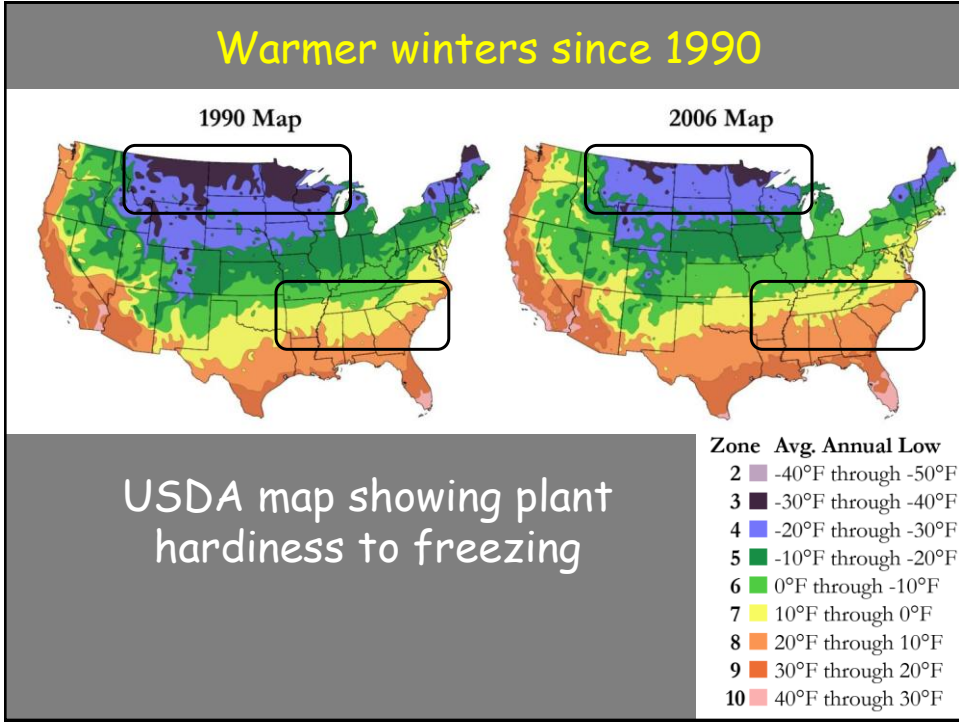 Warmer winters since 1990
1990 Map
2006 Map
USDA map showing plant
hardiness to freezing
Zone Avg. Annual Low
2 -40°F through -50°F
3 -30°F through -40°F
4 -20°F through -30°F
5 -10°F through -20°F
6 0°F through -10°F
7 10°F through 0°F
8 20°F through 10°F
9 30°F through 20°F
10 40°F through 30°F